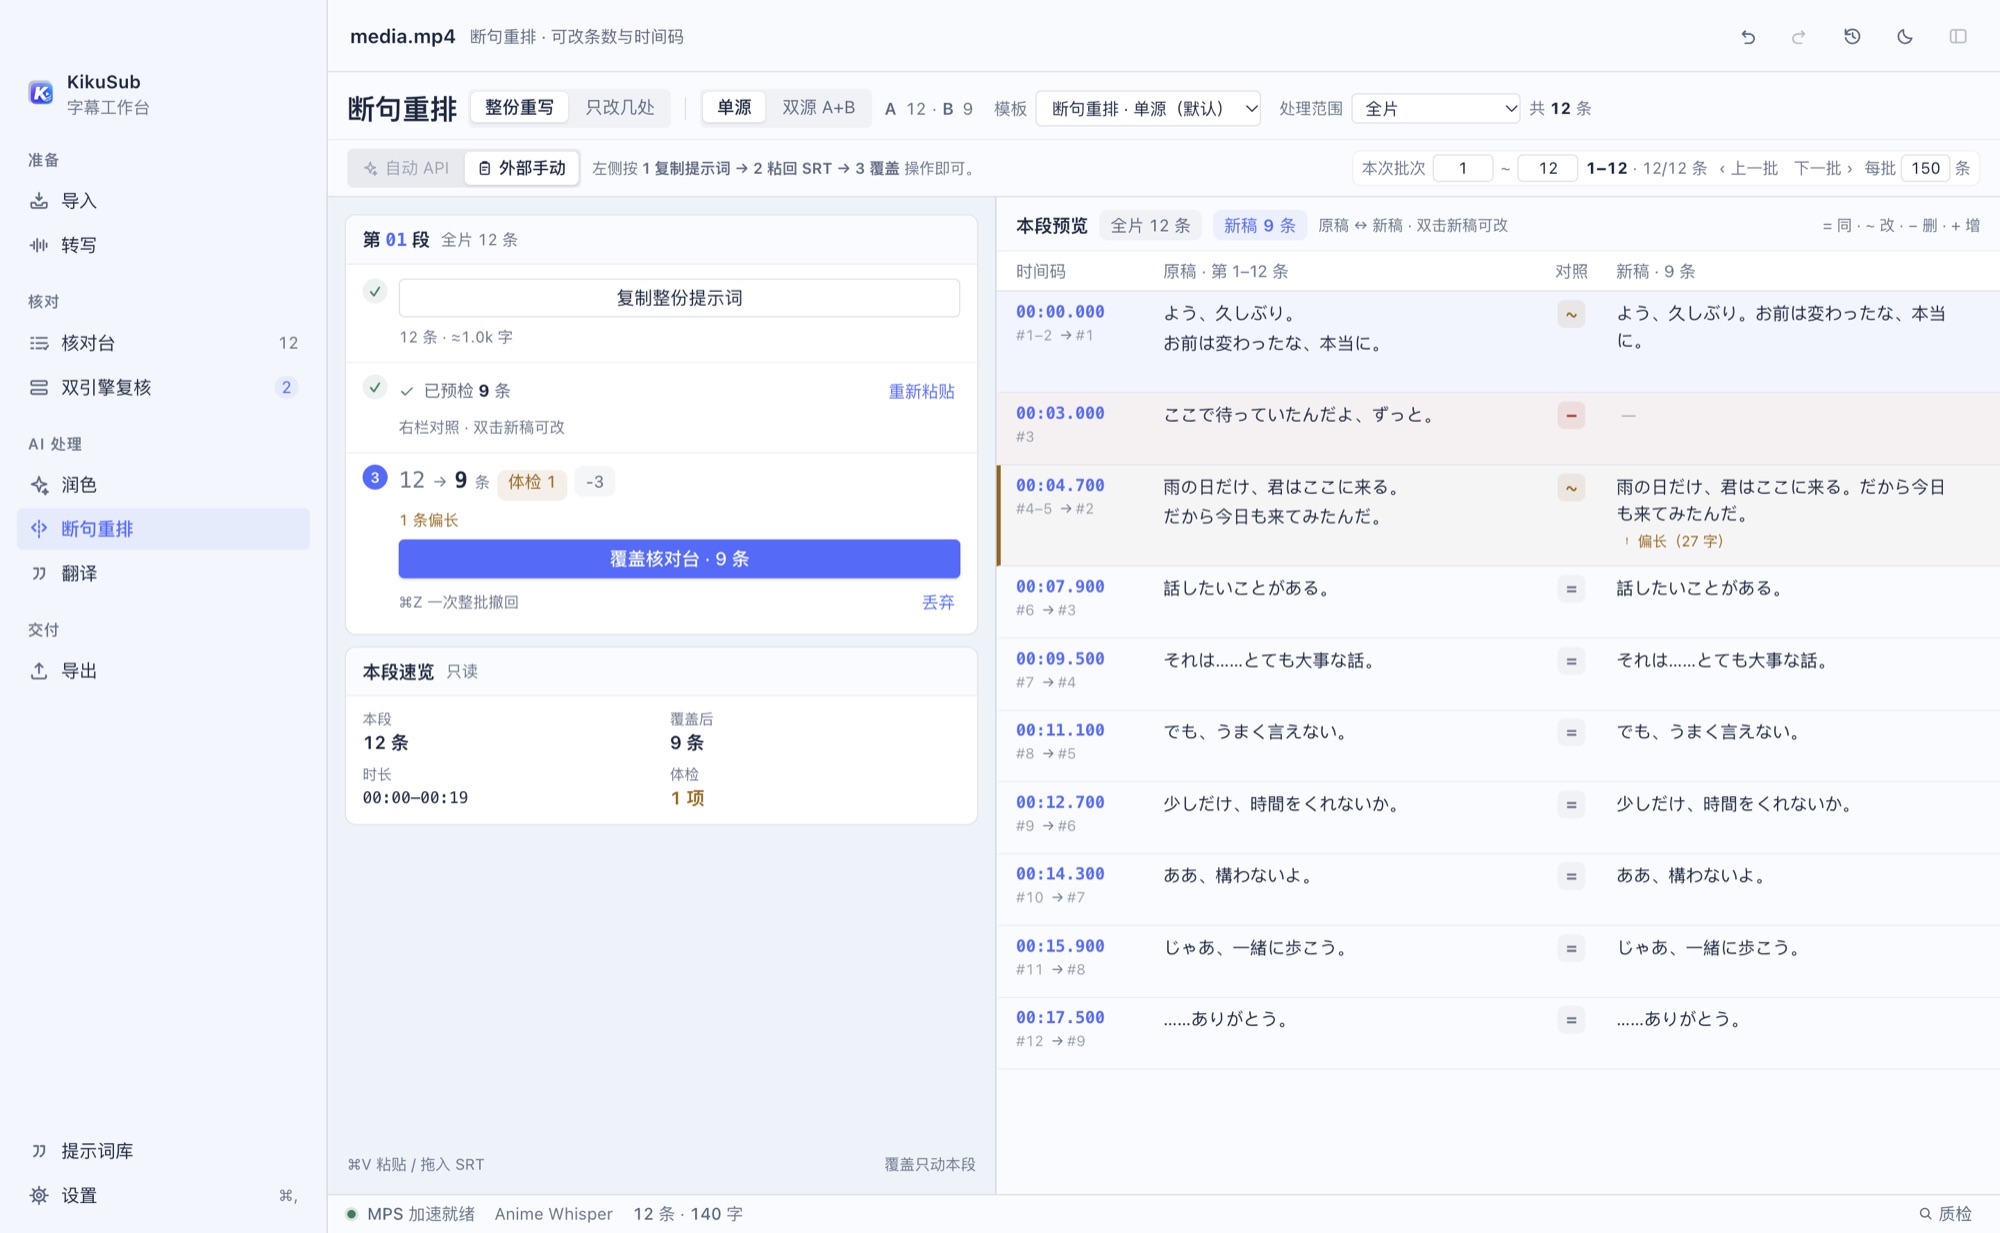 media.mp4 断句重排 · 可改条数与时间码
KikuSub
字幕工作台
准备
导入
转写
核对
核对台 12
双引擎复核 2
AI 处理
润色
断句重排
翻译
交付
导出
提示词库
设置 ⌘,
断句重排 整份重写 只改几处 单源 双源 A+B A 12 · B 9 模板 断句重排 · 单源（默认） 处理范围 全片 共 12 条
自动 API 外部手动 左侧按 1 复制提示词 → 2 粘回 SRT → 3 覆盖 操作即可。 本次批次 1 ~ 12 1–12 · 12/12 条 ‹ 上一批 下一批 › 每批 150 条
第 01 段 全片 12 条
复制整份提示词
12 条 · ≈1.0k 字
✓ 已预检 9 条 重新粘贴
右栏对照 · 双击新稿可改
3 12 → 9 条 体检 1 -3
1 条偏长
覆盖核对台 · 9 条
⌘Z 一次整批撤回 丢弃
本段速览 只读
本段 覆盖后
12 条 9 条
时长 体检
00:00–00:19 1 项
⌘V 粘贴 / 拖入 SRT 覆盖只动本段
本段预览 全片 12 条 新稿 9 条 原稿 ↔ 新稿 · 双击新稿可改 = 同 · ~ 改 · − 删 · + 增
时间码 原稿 · 第 1–12 条 对照 新稿 · 9 条
00:00.000 よう、久しぶり。 ~ よう、久しぶり。お前は変わったな、本当
#1–2 →#1 お前は変わったな、本当に。 に。
00:03.000 ここで待っていたんだよ、ずっと。 − —
#3
00:04.700 雨の日だけ、君はここに来る。 ~ 雨の日だけ、君はここに来る。だから今日
#4–5 →#2 だから今日も来てみたんだ。 も来てみたんだ。
! 偏长（27 字）
00:07.900 話したいことがある。 = 話したいことがある。
#6 →#3
00:09.500 それは……とても大事な話。 = それは……とても大事な話。
#7 →#4
00:11.100 でも、うまく言えない。 = でも、うまく言えない。
#8 →#5
00:12.700 少しだけ、時間をくれないか。 = 少しだけ、時間をくれないか。
#9 →#6
00:14.300 ああ、構わないよ。 = ああ、構わないよ。
#10 →#7
00:15.900 じゃあ、一緒に歩こう。 = じゃあ、一緒に歩こう。
#11 →#8
00:17.500 ……ありがとう。 = ……ありがとう。
#12 →#9
MPS 加速就绪 Anime Whisper 12 条 · 140 字 质检